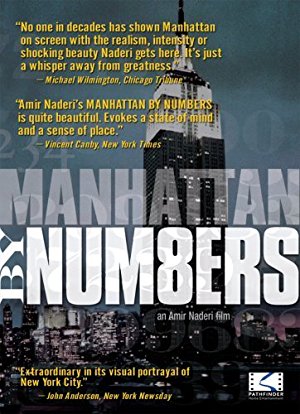 "No one in decades has shown Manhattan
on screen with the realism, intensity or
shocking beauty Naderi gets here. It's just
a whisper away from greatness."
— Michael Wilmington, Chicago Tribune
"Amir Naderi's MANHATTAN BY NUMBERS
is quite beautiful. Evokes a state of mind
and a sense of place."
— Vincent Canby, New York Times
MANHATTAN
BY NUM8ERS
an Amir Naderi film
"Extraordinary in its visual portrayal of
New York City."
— John Anderson, New York Newsday
PATHFINDER
Home Entertainment